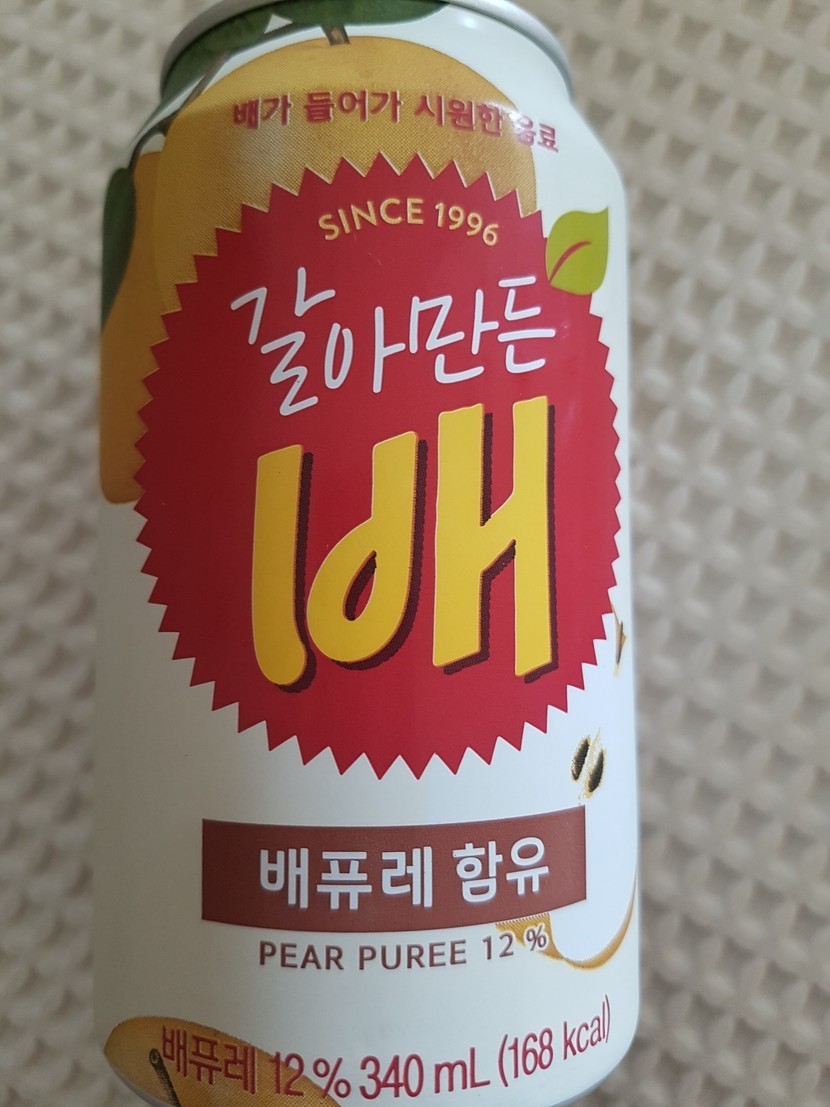 배가 들어가 시원한 음료
SINCE 1996
갈아만든
배
배퓨레 함유
PEAR PUREE 12 %
배퓨레 12% 340 mL (168 kcal)